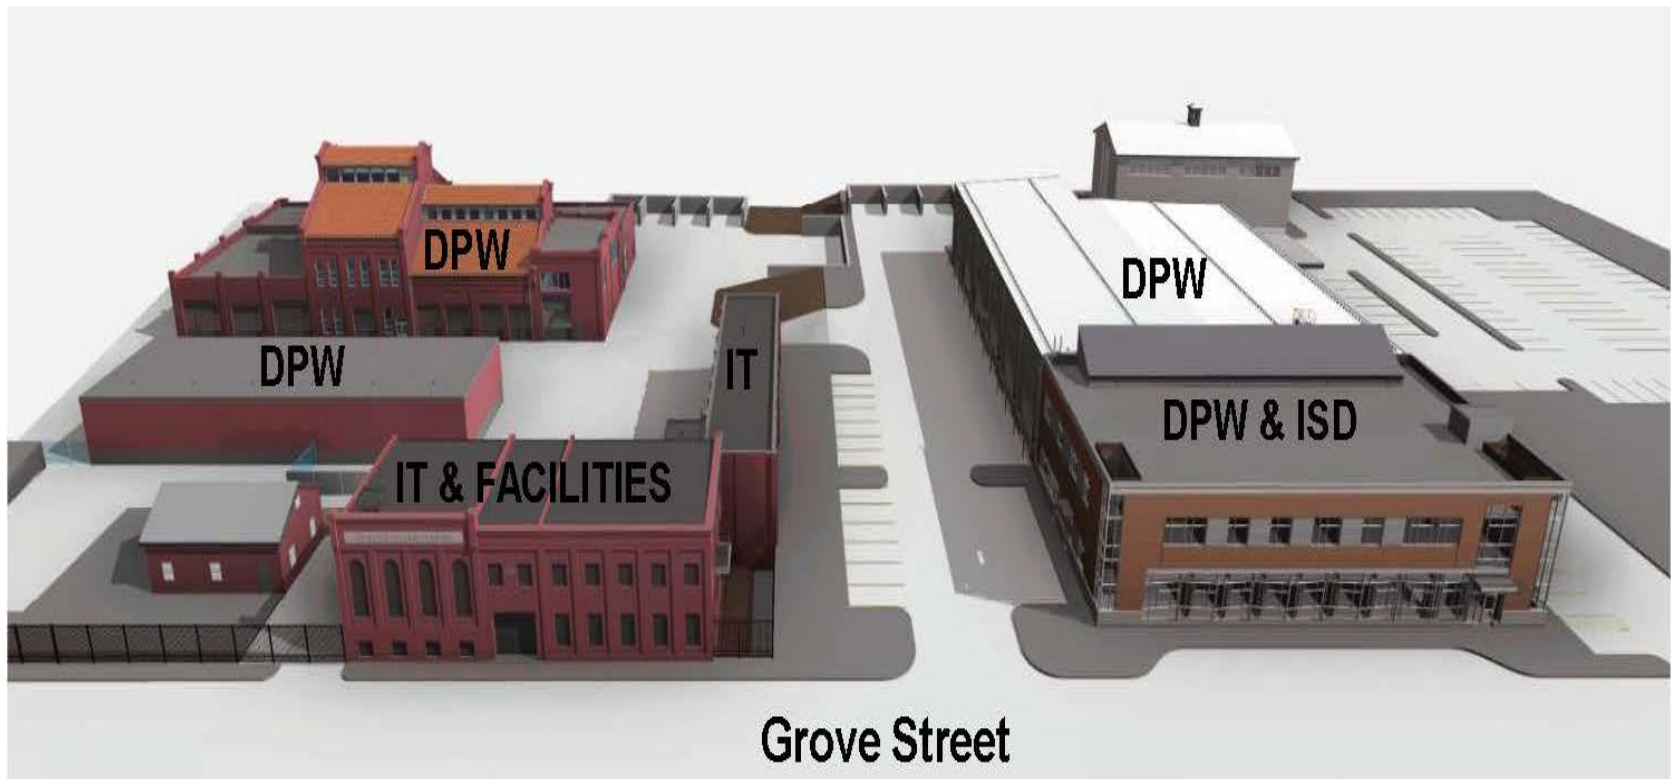 DPW
DPW
DPW
IT
DPW & ISD
IT & FACILITIES
Grove Street